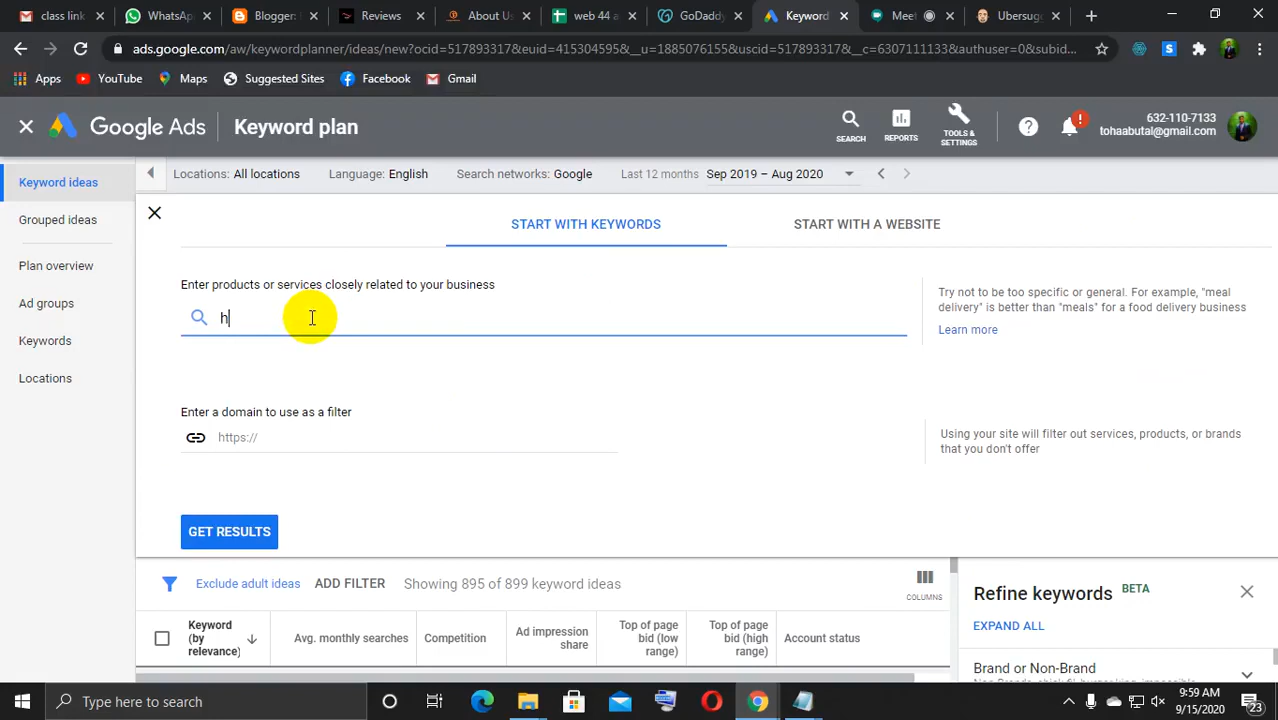 class link
WhatsApp
Blogger:
Reviews
About Us
web 44 a
GoDaddy
Keyword
Meet
Ubersugg
ads.google.com/aw/keywordplanner/ideas/new?ocid=517893317&euid=415304595&__u=1885076155&uscid=517893317&__c=6307111133&authuser=0&subid...
Apps
YouTube
Maps
Suggested Sites
Facebook
Gmail
Google Ads
Keyword plan
SEARCH
REPORTS
TOOLS & SETTINGS
632-110-7133
tohaabutal@gmail.com
Keyword ideas
Grouped ideas
Plan overview
Ad groups
Keywords
Locations
Locations: All locations
Language: English
Search networks: Google
Last 12 months
Sep 2019 – Aug 2020
START WITH KEYWORDS
START WITH A WEBSITE
Enter products or services closely related to your business
h
Try not to be too specific or general. For example, "meal
delivery" is better than "meals" for a food delivery business
Learn more
Enter a domain to use as a filter
https://
Using your site will filter out services, products, or brands
that you don't offer
GET RESULTS
Exclude adult ideas
ADD FILTER
Showing 895 of 899 keyword ideas
COLUMNS
Refine keywords BETA
EXPAND ALL
Keyword
(by
relevance)
Avg. monthly searches
Competition
Ad impression
share
Top of page
bid (low
range)
Top of page
bid (high
range)
Account status
Brand or Non-Brand
Type here to search
9:59 AM
9/15/2020
23